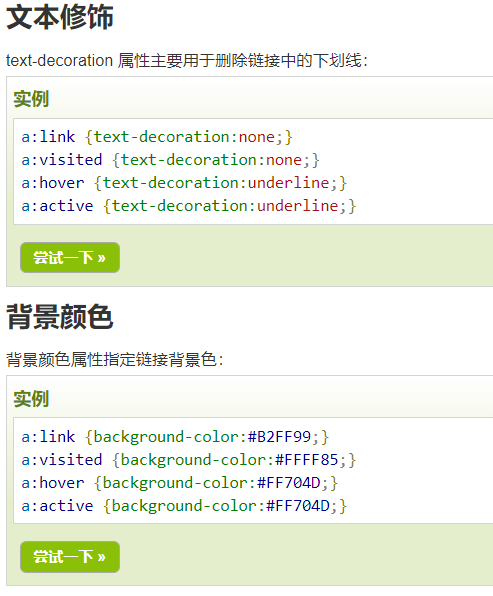 文本修饰
text-decoration 属性主要用于删除链接中的下划线：
实例
a:link {text-decoration:none;}
a:visited {text-decoration:none;}
a:hover {text-decoration:underline;}
a:active {text-decoration:underline;}
尝试一下 »
背景颜色
背景颜色属性指定链接背景色：
实例
a:link {background-color:#B2FF99;}
a:visited {background-color:#FFFF85;}
a:hover {background-color:#FF704D;}
a:active {background-color:#FF704D;}
尝试一下 »